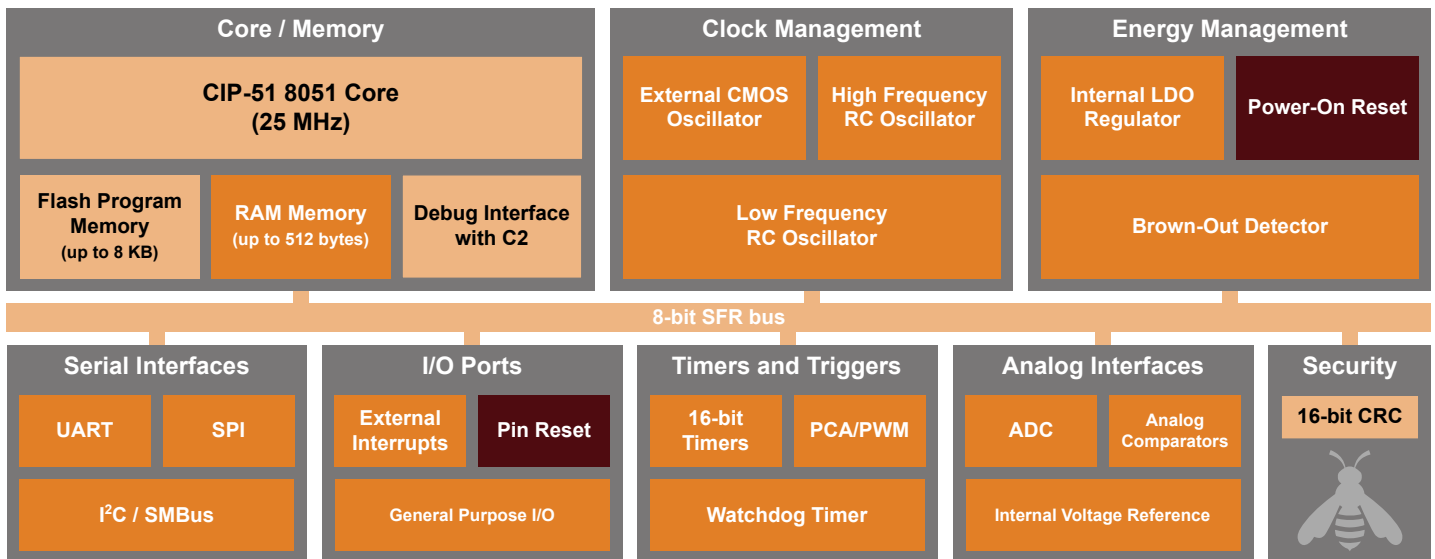 Core / Memory
CIP-51 8051 Core
(25 MHz)
Flash Program
Memory
(up to 8 KB)
RAM Memory
(up to 512 bytes)
Debug Interface
with C2
Clock Management
External CMOS
Oscillator
High Frequency
RC Oscillator
Low Frequency
RC Oscillator
Energy Management
Internal LDO
Regulator
Power-On Reset
Brown-Out Detector
8-bit SFR bus
Serial Interfaces
UART
SPI
I²C / SMBus
I/O Ports
External
Interrupts
Pin Reset
General Purpose I/O
Timers and Triggers
16-bit
Timers
PCA/PWM
Watchdog Timer
Analog Interfaces
ADC
Analog
Comparators
Internal Voltage Reference
Security
16-bit CRC